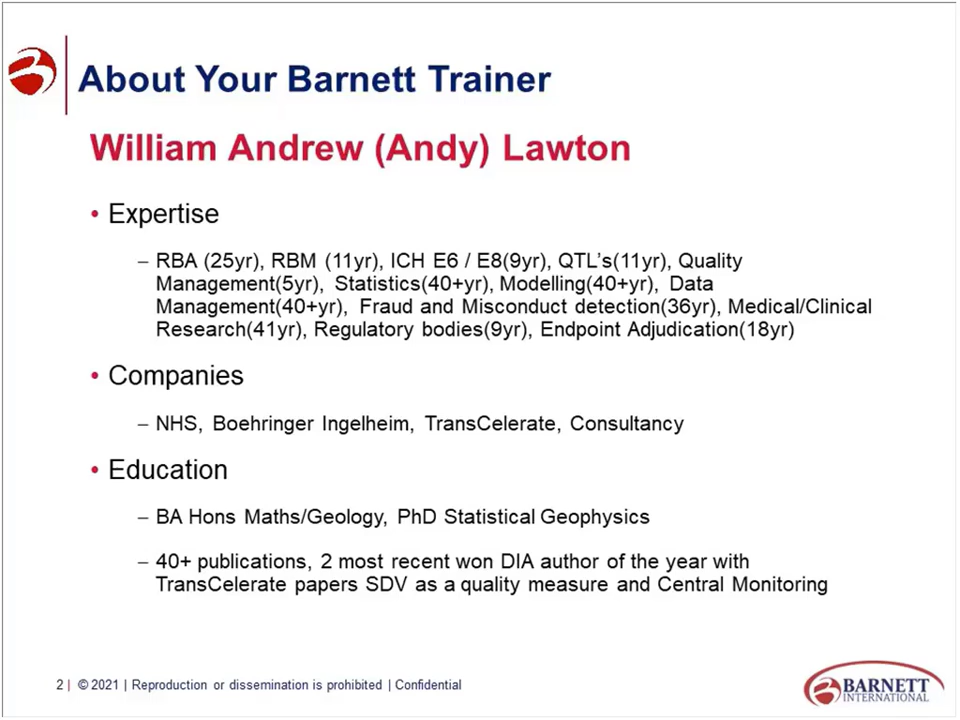 About Your Barnett Trainer
William Andrew (Andy) Lawton
• Expertise
– RBA (25yr), RBM (11yr), ICH E6 / E8(9yr), QTL's(11yr), Quality
Management(5yr), Statistics(40+yr), Modelling(40+yr), Data
Management(40+yr), Fraud and Misconduct detection(36yr), Medical/Clinical
Research(41yr), Regulatory bodies(9yr), Endpoint Adjudication(18yr)
• Companies
– NHS, Boehringer Ingelheim, TransCelerate, Consultancy
• Education
– BA Hons Maths/Geology, PhD Statistical Geophysics
– 40+ publications, 2 most recent won DIA author of the year with
TransCelerate papers SDV as a quality measure and Central Monitoring
2 | © 2021 | Reproduction or dissemination is prohibited | Confidential
BARNETT
INTERNATIONAL